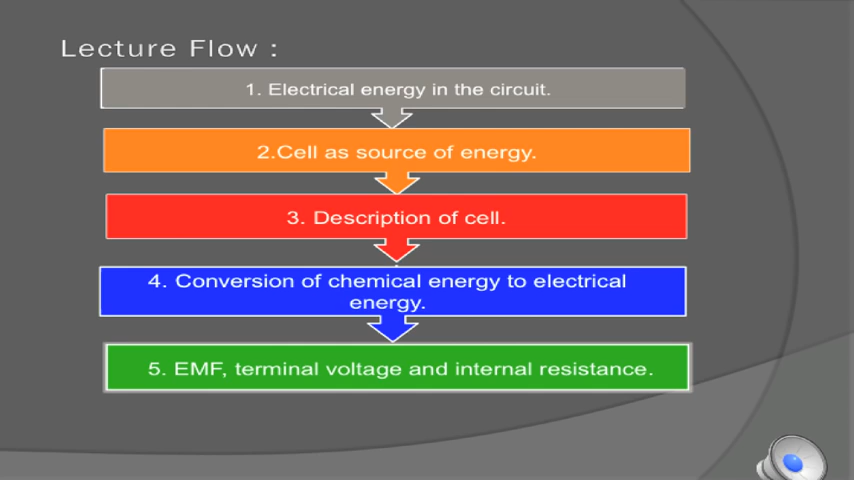 Lecture Flow :
1. Electrical energy in the circuit.
2.Cell as source of energy.
3. Description of cell.
4. Conversion of chemical energy to electrical
energy.
5. EMF, terminal voltage and internal resistance.